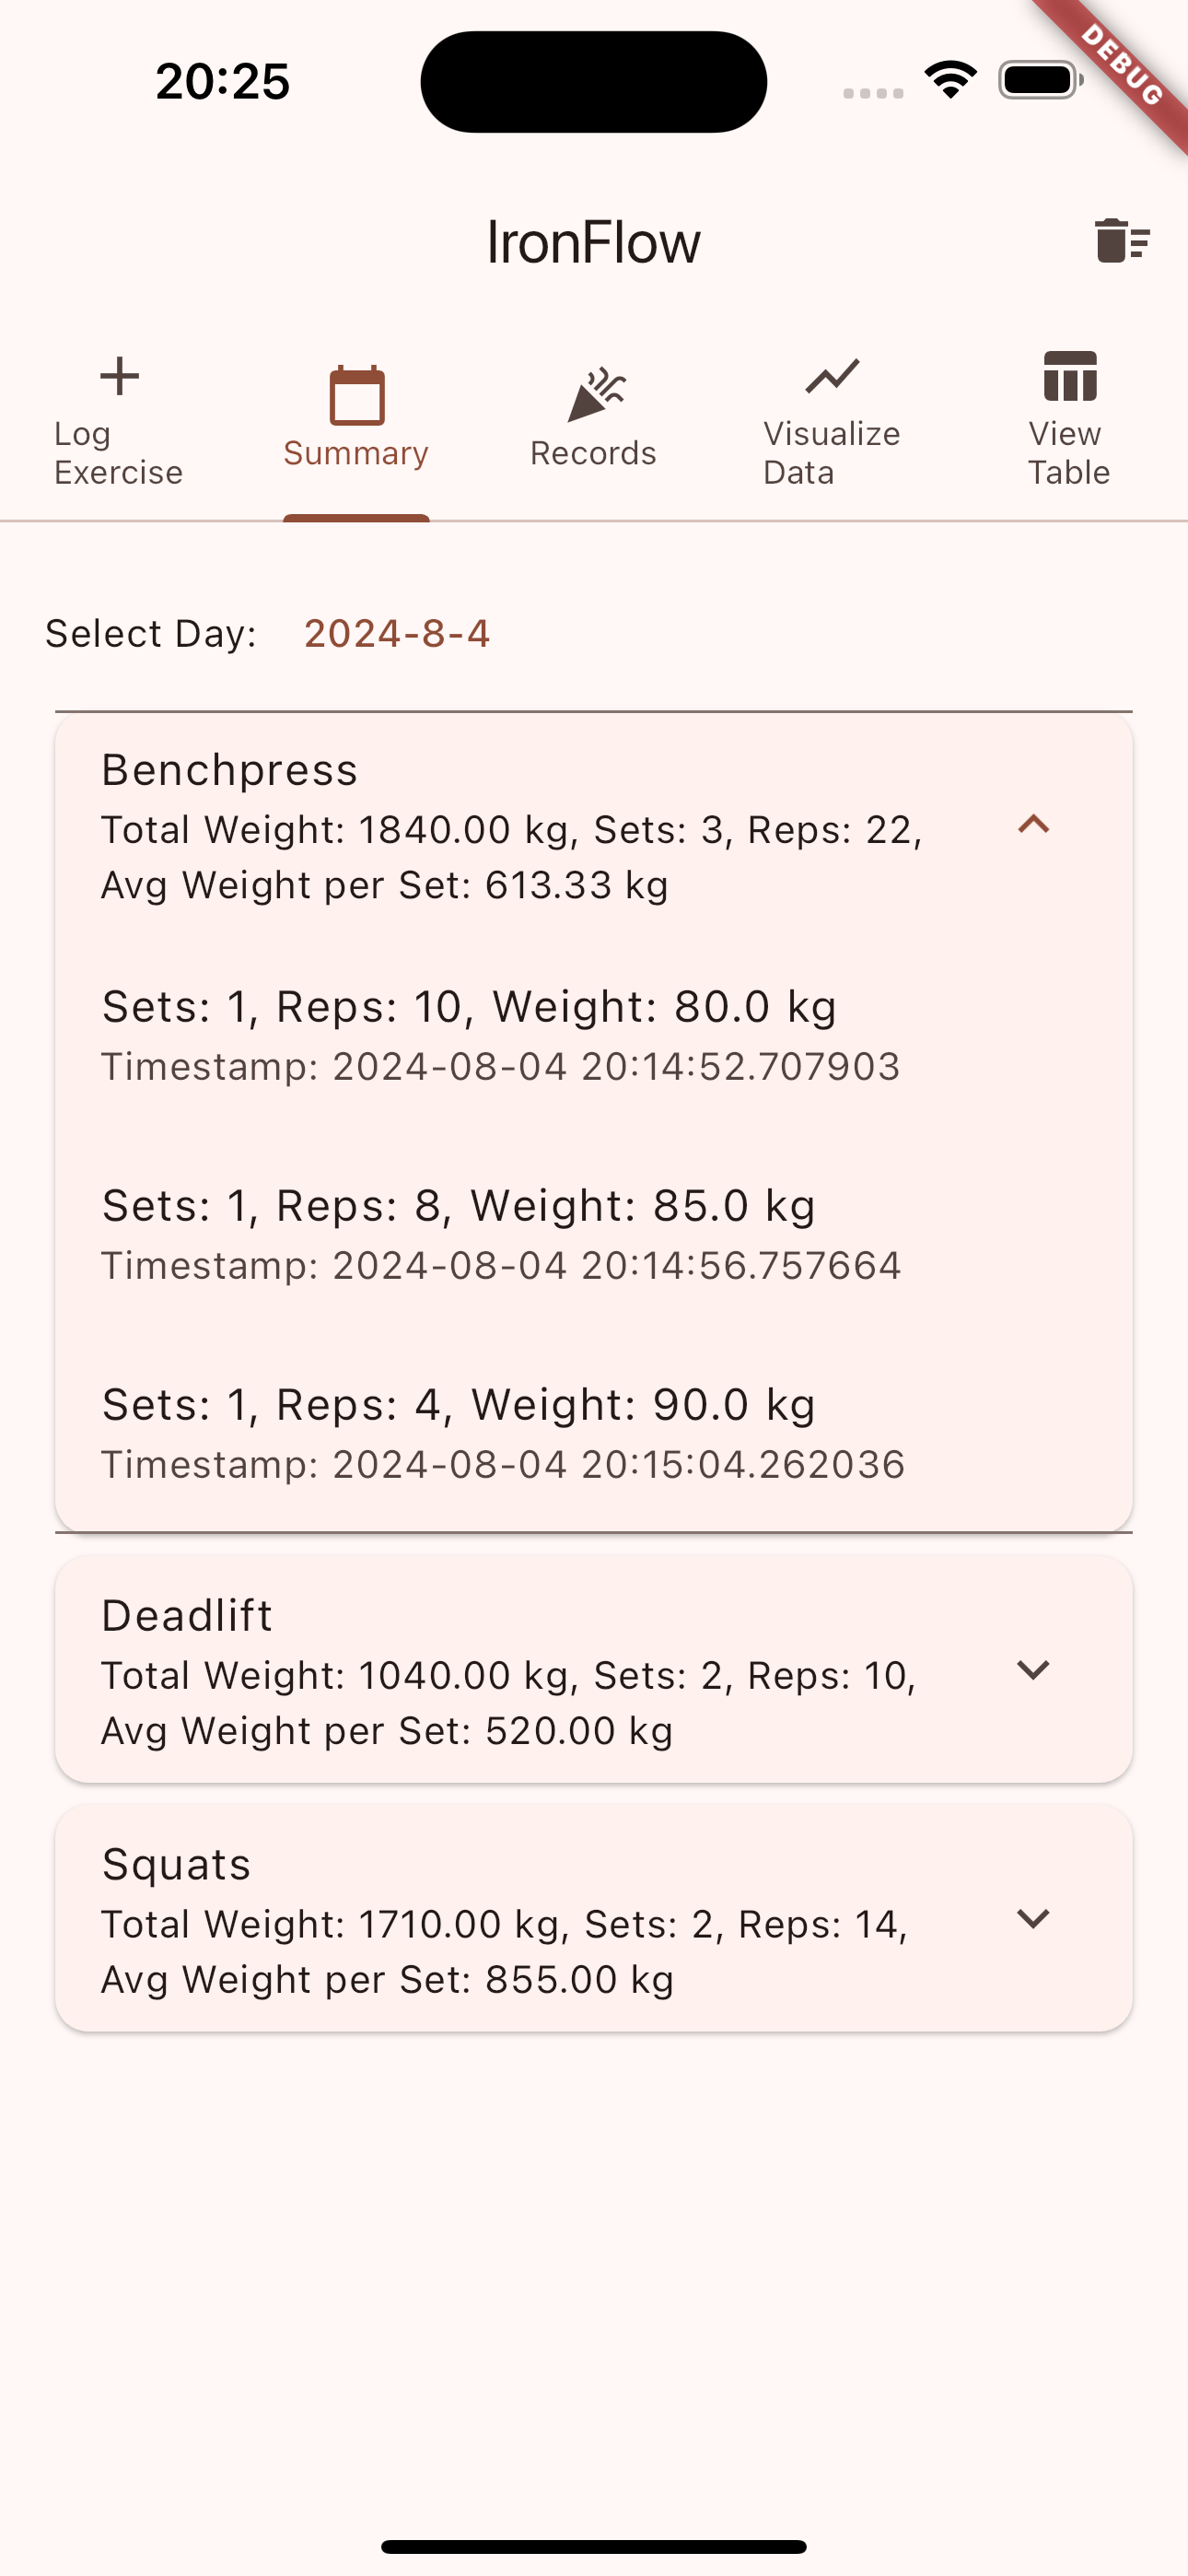 20:25
DEBUG
IronFlow
Log
Exercise
Summary
Records
Visualize
Data
View
Table
Select Day: 2024-8-4
Benchpress
Total Weight: 1840.00 kg, Sets: 3, Reps: 22,
Avg Weight per Set: 613.33 kg
Sets: 1, Reps: 10, Weight: 80.0 kg
Timestamp: 2024-08-04 20:14:52.707903
Sets: 1, Reps: 8, Weight: 85.0 kg
Timestamp: 2024-08-04 20:14:56.757664
Sets: 1, Reps: 4, Weight: 90.0 kg
Timestamp: 2024-08-04 20:15:04.262036
Deadlift
Total Weight: 1040.00 kg, Sets: 2, Reps: 10,
Avg Weight per Set: 520.00 kg
Squats
Total Weight: 1710.00 kg, Sets: 2, Reps: 14,
Avg Weight per Set: 855.00 kg